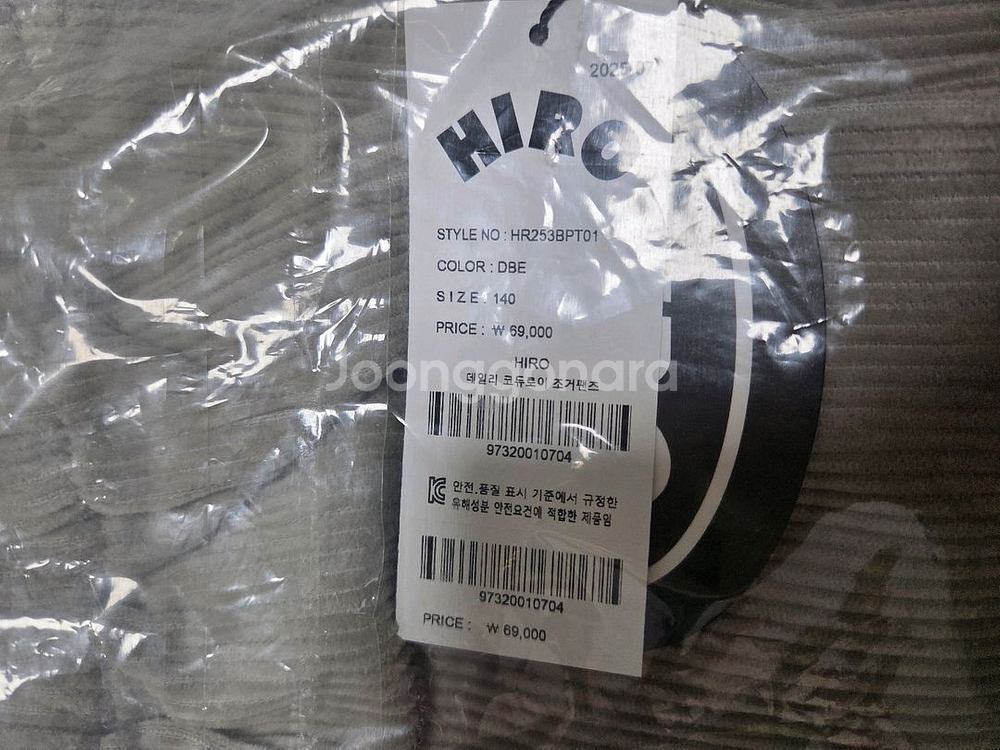 2025.07
HIRO
STYLE NO : HR253BPT01
COLOR : DBE
SIZE : 140
PRICE : ₩ 69,000
HIRO
데일리 코듀로이 조거팬츠
Joonggonara
97320010704
안전.품질 표시 기준에서 규정한
유해성분 안전요건에 적합한 제품임
97320010704
PRICE : ₩ 69,000